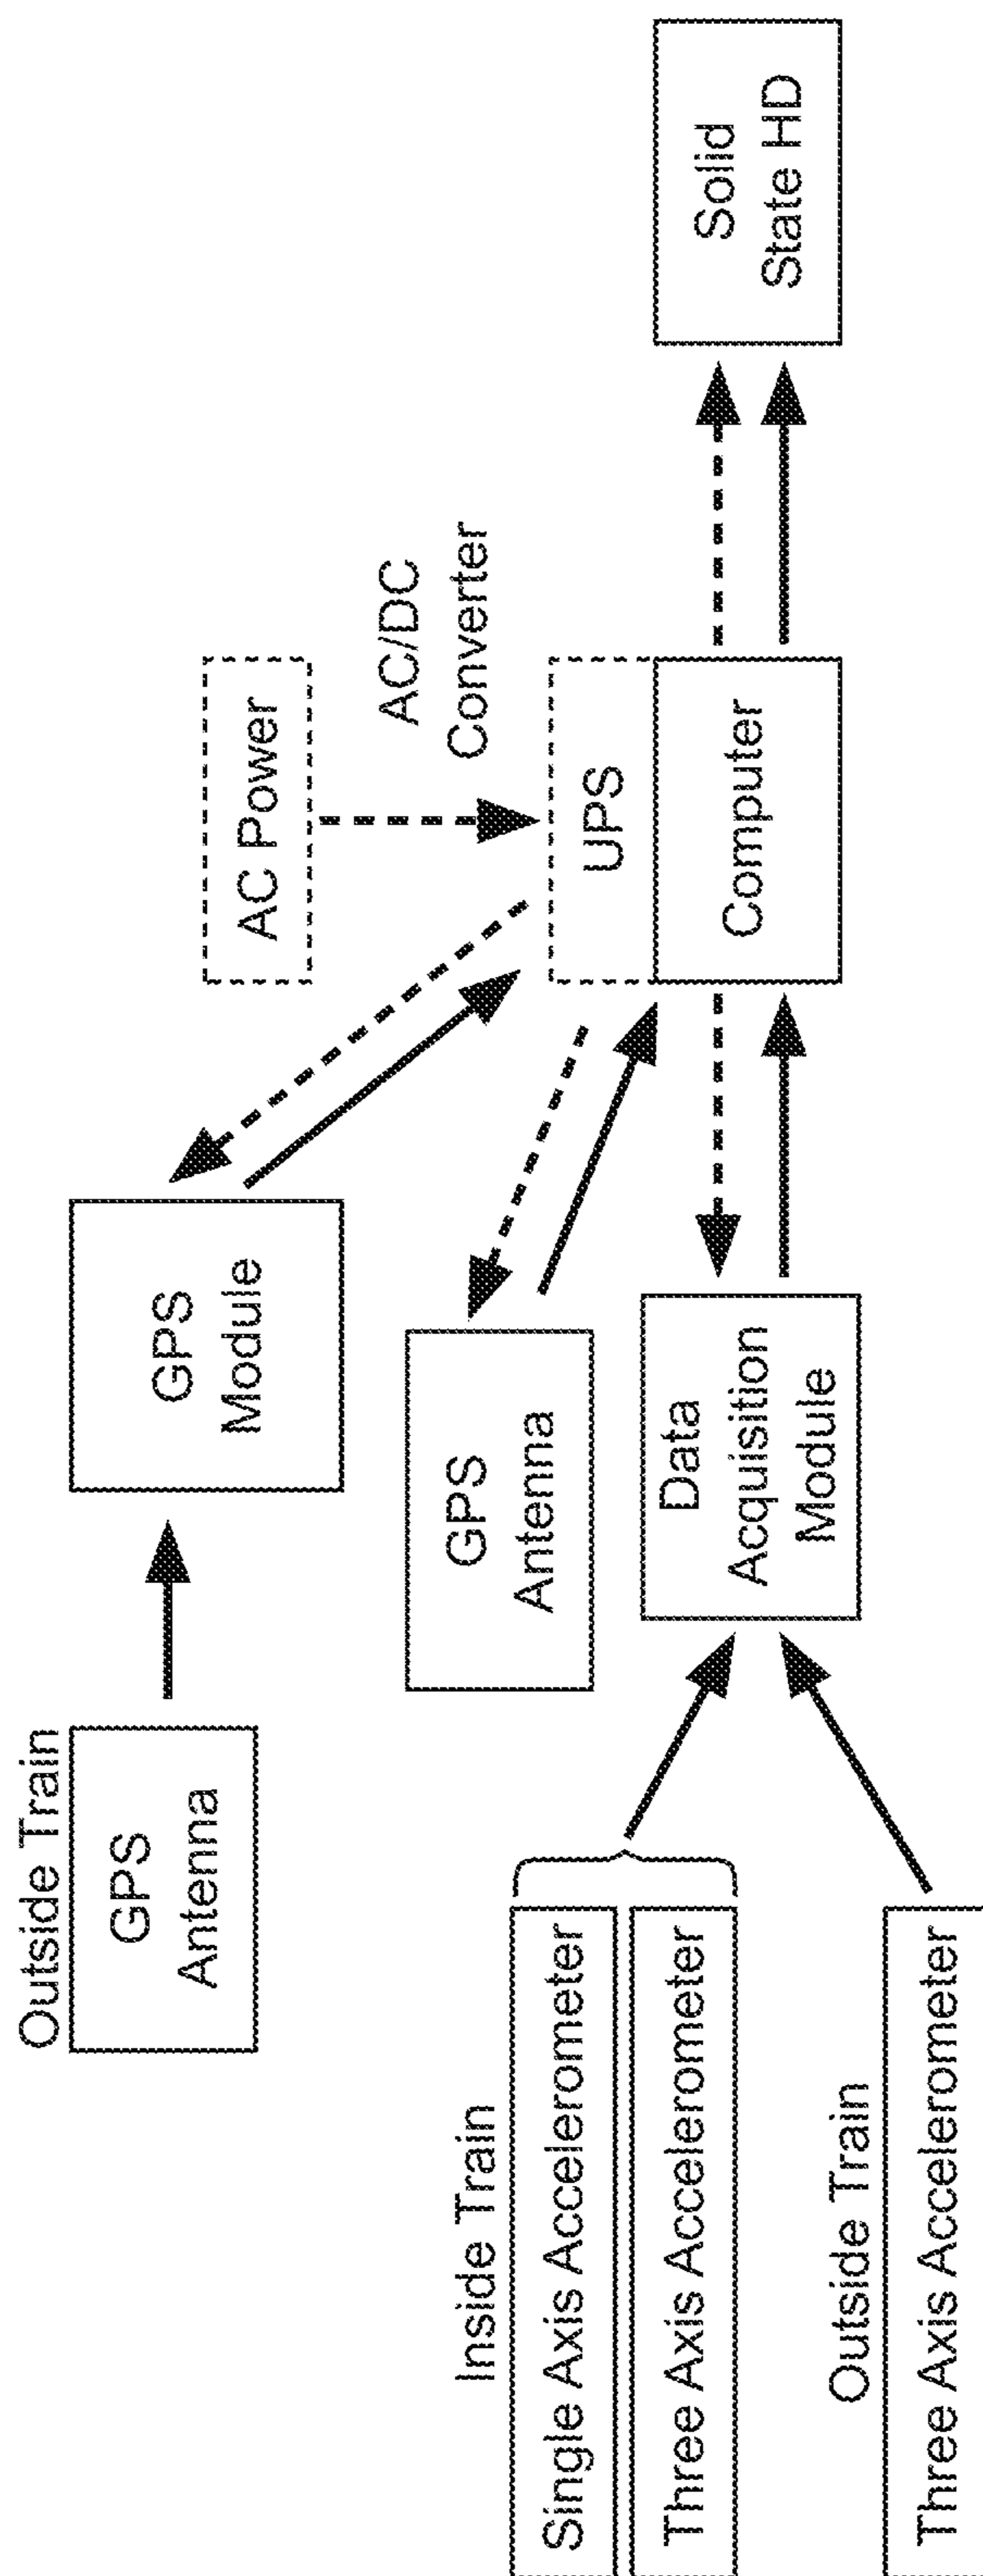 Outside Train
GPS
Antenna
GPS
Module
AC Power
AC/DC
Converter
GPS
Antenna
UPS
Computer
Solid
State HD
Data
Acquisition
Module
Inside Train
Single Axis Accelerometer
Three Axis Accelerometer
Outside Train
Three Axis Accelerometer